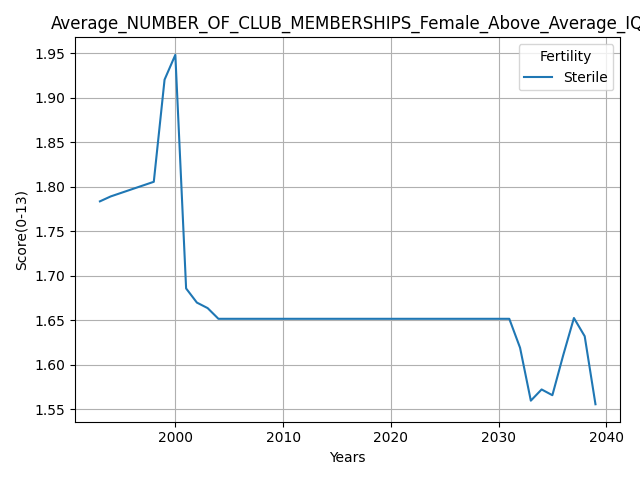 Average_NUMBER_OF_CLUB_MEMBERSHIPS_Female_Above_Average_IQ
Fertility
Sterile
Score(0-13)
1.95
1.90
1.85
1.80
1.75
1.70
1.65
1.60
1.55
2000 2010 2020 2030 2040
Years